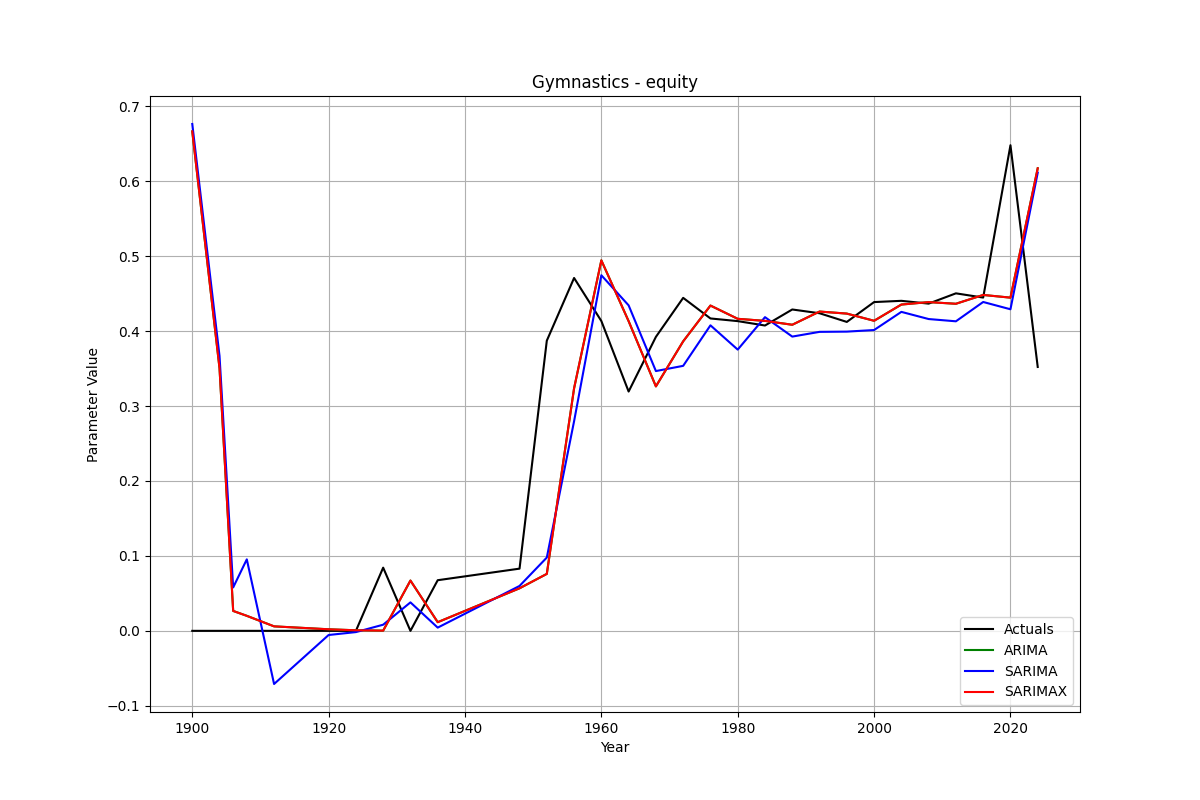 Gymnastics - equity
Parameter Value
0.7
0.6
0.5
0.4
0.3
0.2
0.1
0.0
−0.1
1900 1920 1940 1960 1980 2000 2020
Year
Actuals
ARIMA
SARIMA
SARIMAX